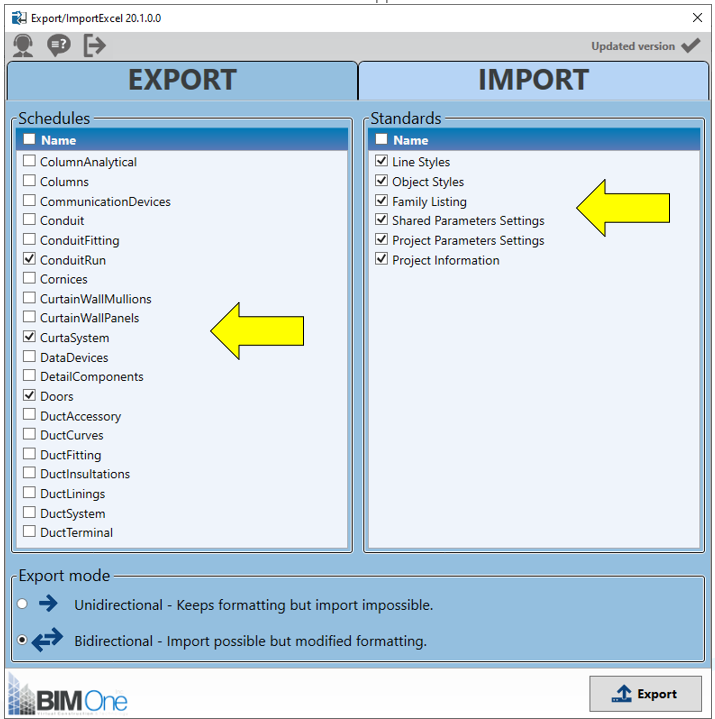 Export/ImportExcel 20.1.0.0
Updated version
EXPORT
IMPORT
Schedules
Name
ColumnAnalytical
Columns
CommunicationDevices
Conduit
ConduitFitting
ConduitRun
Cornices
CurtainWallMullions
CurtainWallPanels
CurtaSystem
DataDevices
DetailComponents
Doors
DuctAccessory
DuctCurves
DuctFitting
DuctInsultations
DuctLinings
DuctSystem
DuctTerminal
Standards
Name
Line Styles
Object Styles
Family Listing
Shared Parameters Settings
Project Parameters Settings
Project Information
Export mode
Unidirectional - Keeps formatting but import impossible.
Bidirectional - Import possible but modified formatting.
BIM One
Export